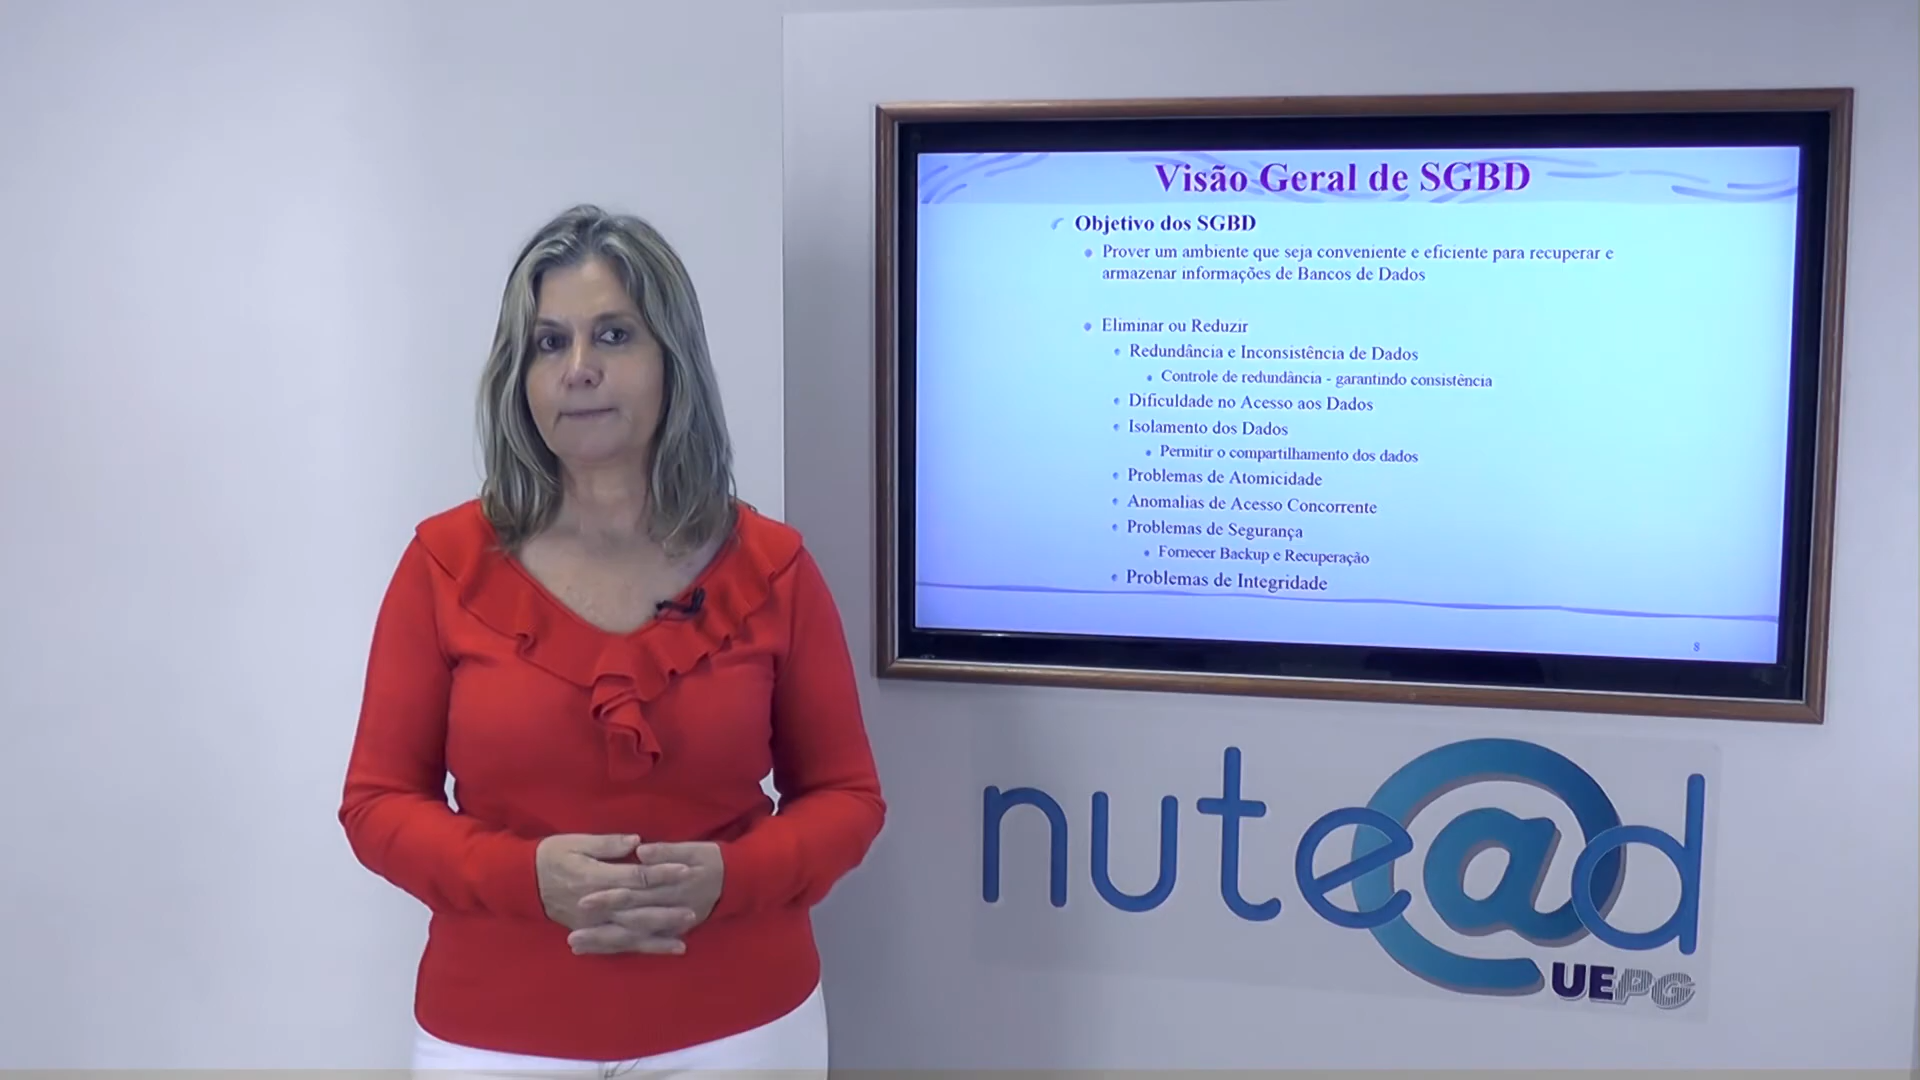 Visão Geral de SGBD
Objetivo dos SGBD
Prover um ambiente que seja conveniente e eficiente para recuperar e
armazenar informações de Bancos de Dados
Eliminar ou Reduzir
Redundância e Inconsistência de Dados
Controle de redundância - garantindo consistência
Dificuldade no Acesso aos Dados
Isolamento dos Dados
Permitir o compartilhamento dos dados
Problemas de Atomicidade
Anomalias de Acesso Concorrente
Problemas de Segurança
Fornecer Backup e Recuperação
Problemas de Integridade
8
nute@d
UEPG